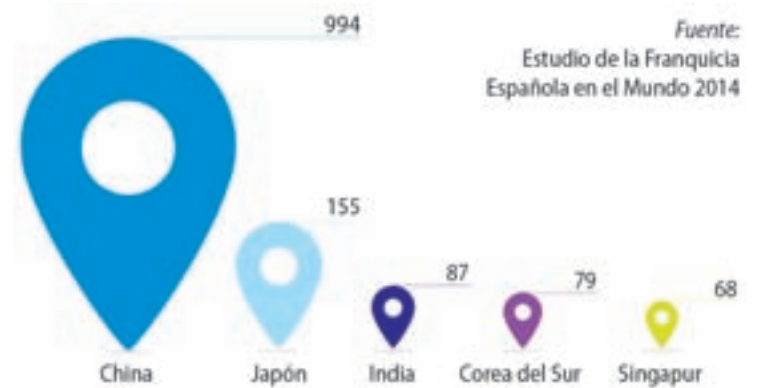 994
Fuente:
Estudio de la Franquicia
Española en el Mundo 2014
155
87
79
68
China
Japón
India
Corea del Sur
Singapur